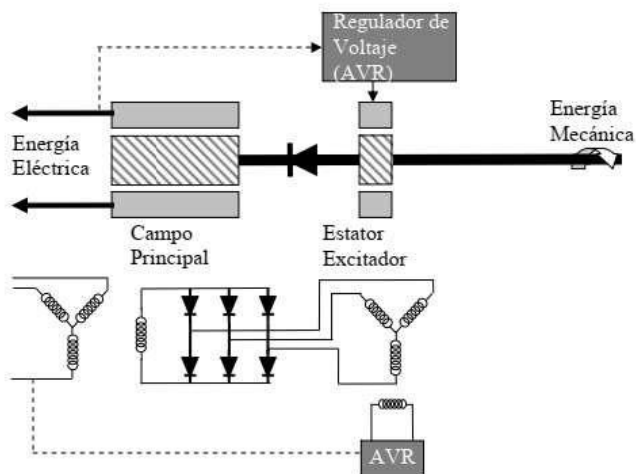 Regulador de
Voltaje
(AVR)
Energía
Eléctrica
Energía
Mecánica
Campo
Principal
Estator
Excitador
AVR